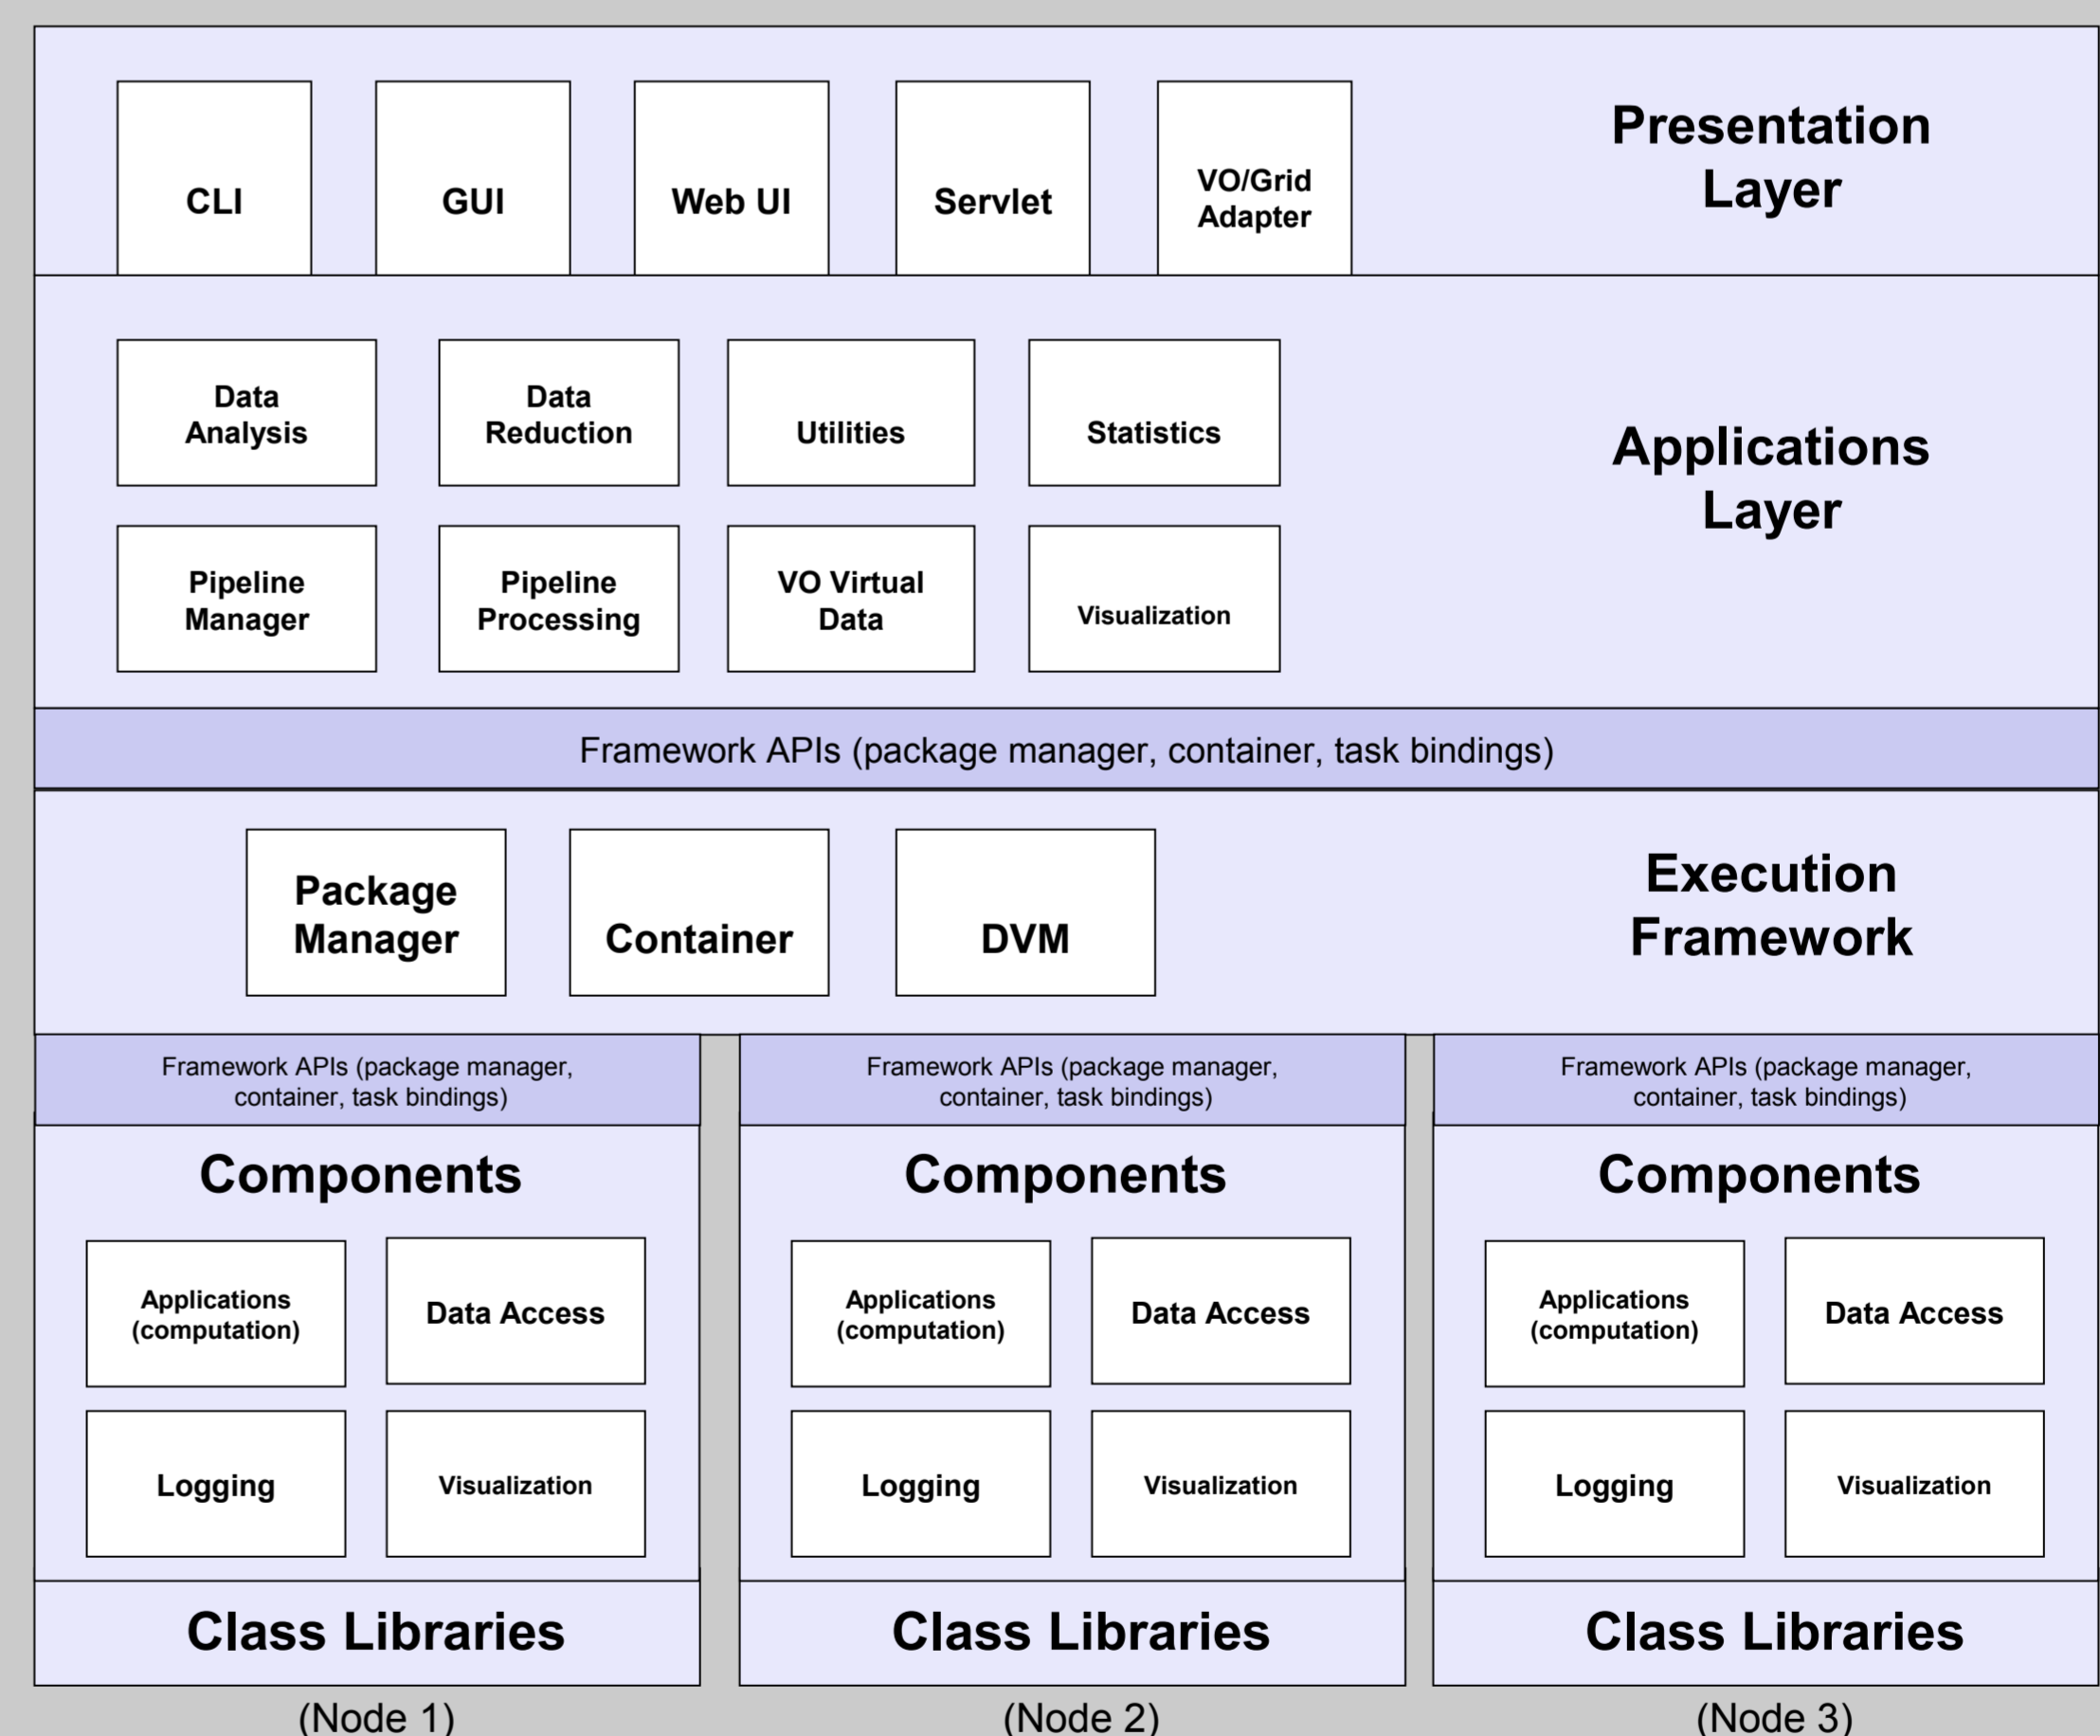 CLI
GUI
Web UI
Servlet
VO/Grid
Adapter
Presentation
Layer
Data
Analysis
Data
Reduction
Utilities
Statistics
Applications
Layer
Pipeline
Manager
Pipeline
Processing
VO Virtual
Data
Visualization
Framework APIs (package manager, container, task bindings)
Package
Manager
Container
DVM
Execution
Framework
Framework APIs (package manager,
container, task bindings)
Components
Applications
(computation)
Data Access
Logging
Visualization
Class Libraries
(Node 1)
Framework APIs (package manager,
container, task bindings)
Components
Applications
(computation)
Data Access
Logging
Visualization
Class Libraries
(Node 2)
Framework APIs (package manager,
container, task bindings)
Components
Applications
(computation)
Data Access
Logging
Visualization
Class Libraries
(Node 3)